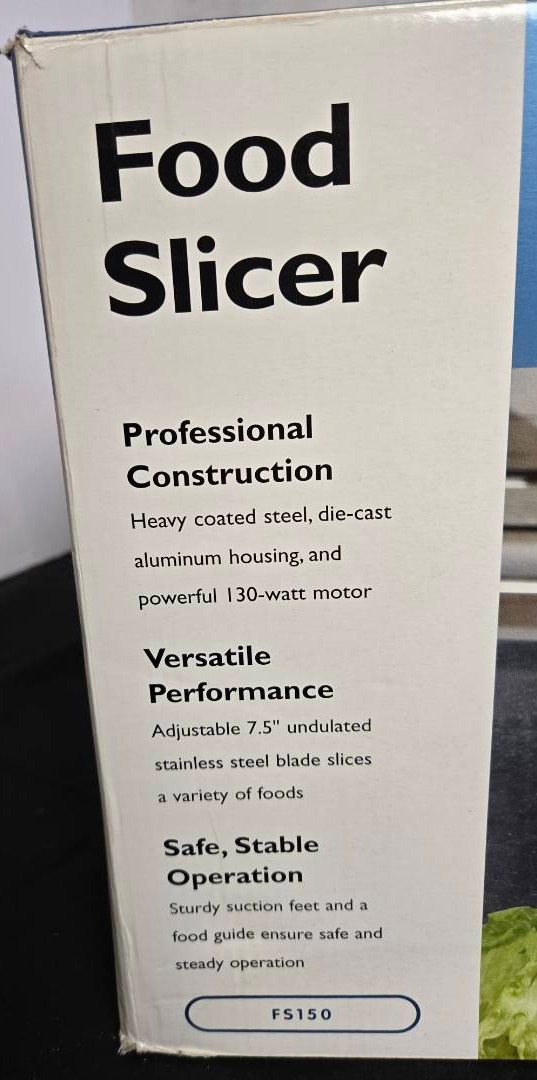 Food
Slicer
Professional
Construction
Heavy coated steel, die-cast
aluminum housing, and
powerful 130-watt motor
Versatile
Performance
Adjustable 7.5" undulated
stainless steel blade slices
a variety of foods
Safe, Stable
Operation
Sturdy suction feet and a
food guide ensure safe and
steady operation
FS150